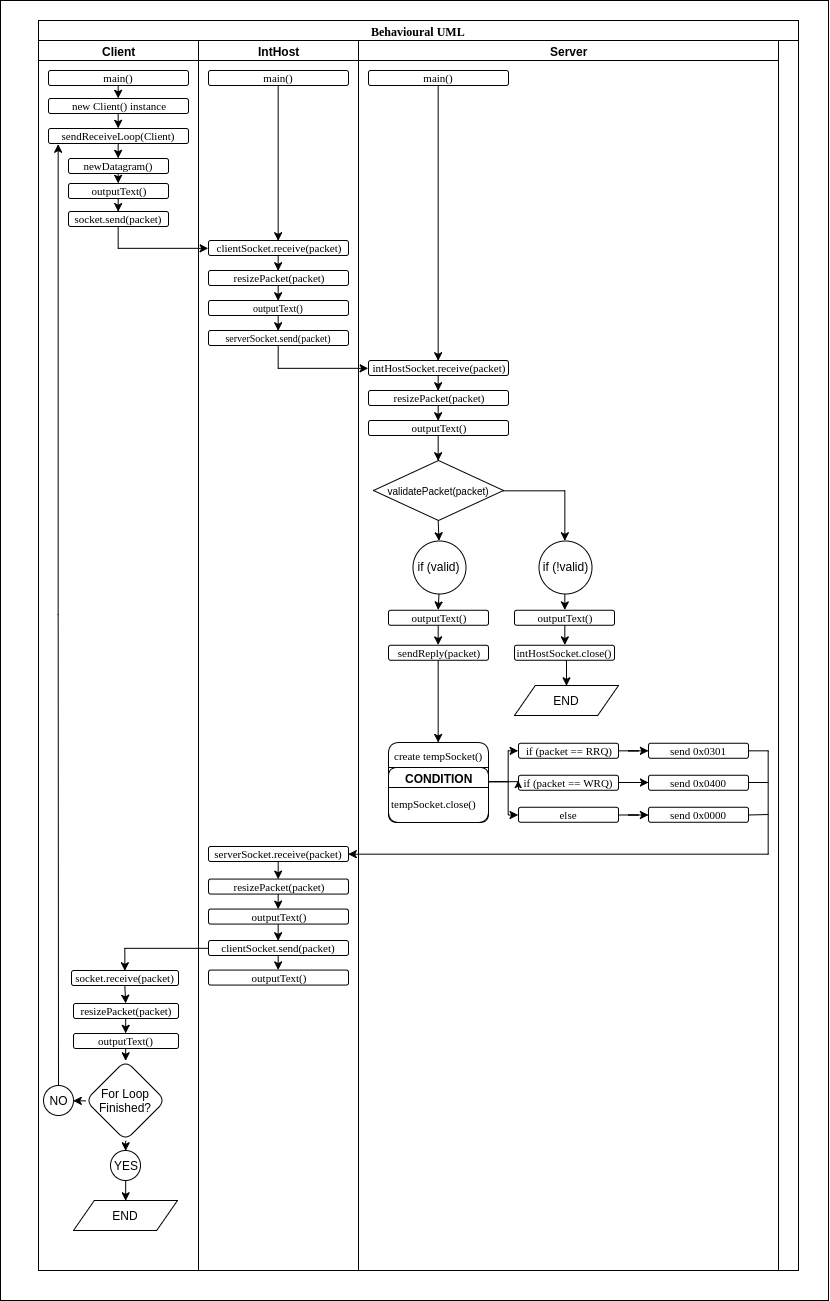 Behavioural UML
Client
IntHost
Server
main()
main()
main()
new Client() instance
sendReceiveLoop(Client)
newDatagram()
outputText()
socket.send(packet)
clientSocket.receive(packet)
resizePacket(packet)
outputText()
serverSocket.send(packet)
intHostSocket.receive(packet)
resizePacket(packet)
outputText()
validatePacket(packet)
if (valid)
if (!valid)
outputText()
outputText()
sendReply(packet)
intHostSocket.close()
END
create tempSocket()
CONDITION
tempSocket.close()
if (packet == RRQ)
send 0x0301
if (packet == WRQ)
send 0x0400
else
send 0x0000
serverSocket.receive(packet)
resizePacket(packet)
outputText()
clientSocket.send(packet)
outputText()
socket.receive(packet)
resizePacket(packet)
outputText()
For Loop
Finished?
NO
YES
END